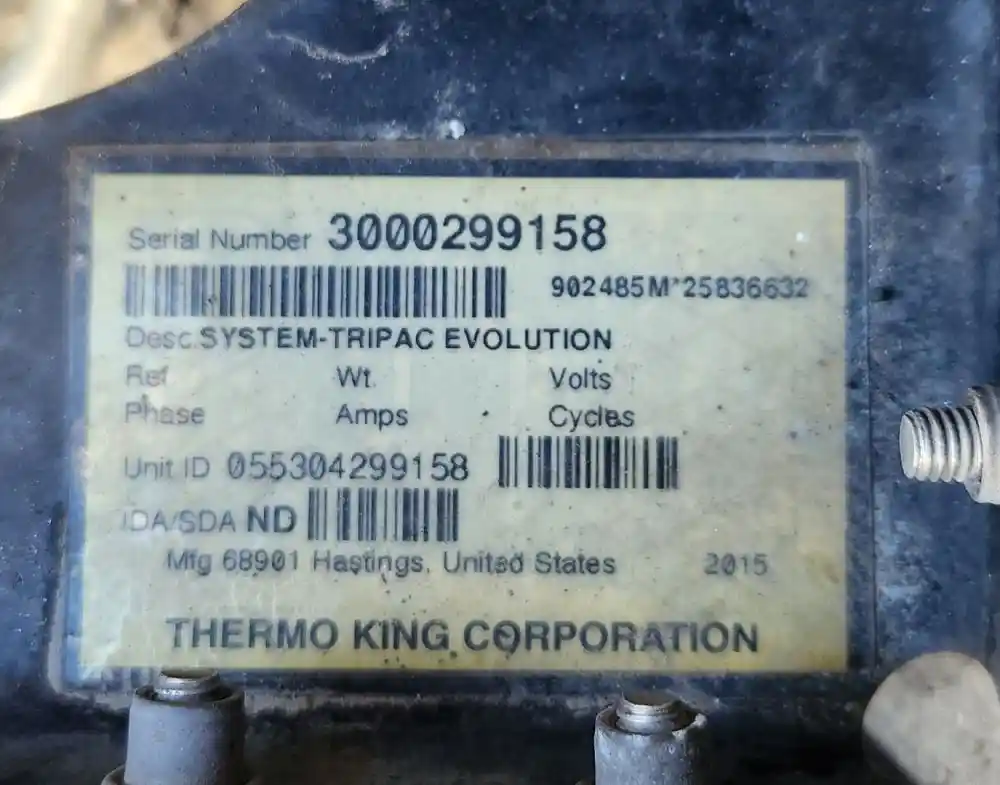 Serial Number 3000299158
902485M*25836632
Desc. SYSTEM-TRIPAC EVOLUTION
Ref Wt. Volts
Phase Amps Cycles
Unit ID 055304299158
IDA/SDA ND
Mfg 68901 Hastings, United States 2015
THERMO KING CORPORATION